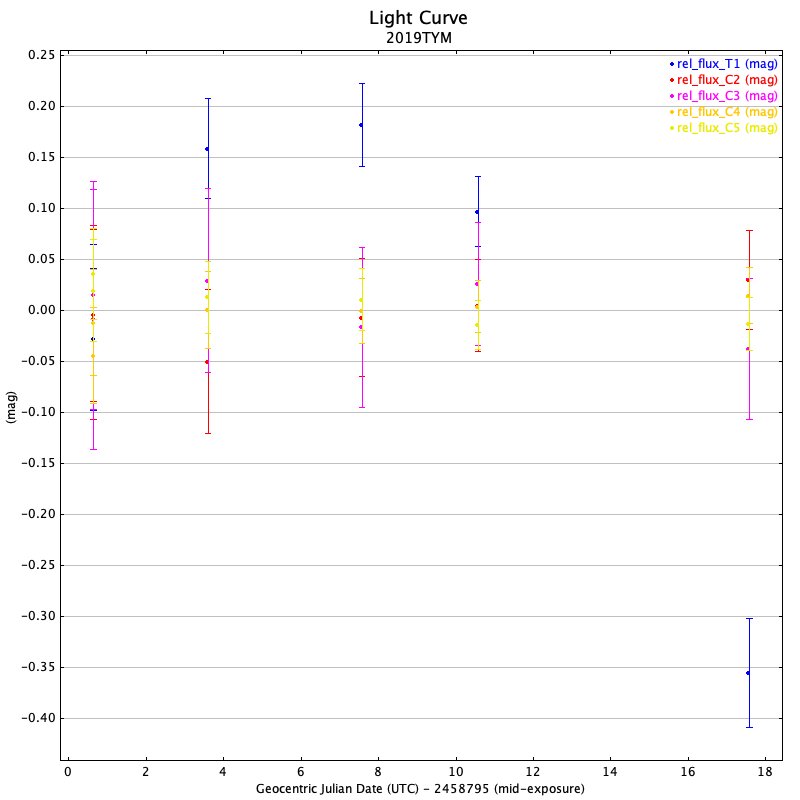 Light Curve
2019TYM
rel_flux_T1 (mag)
rel_flux_C2 (mag)
rel_flux_C3 (mag)
rel_flux_C4 (mag)
rel_flux_C5 (mag)
0.25
0.20
0.15
0.10
0.05
0.00
-0.05
-0.10
-0.15
-0.20
-0.25
-0.30
-0.35
-0.40
(mag)
0 2 4 6 8 10 12 14 16 18
Geocentric Julian Date (UTC) - 2458795 (mid-exposure)